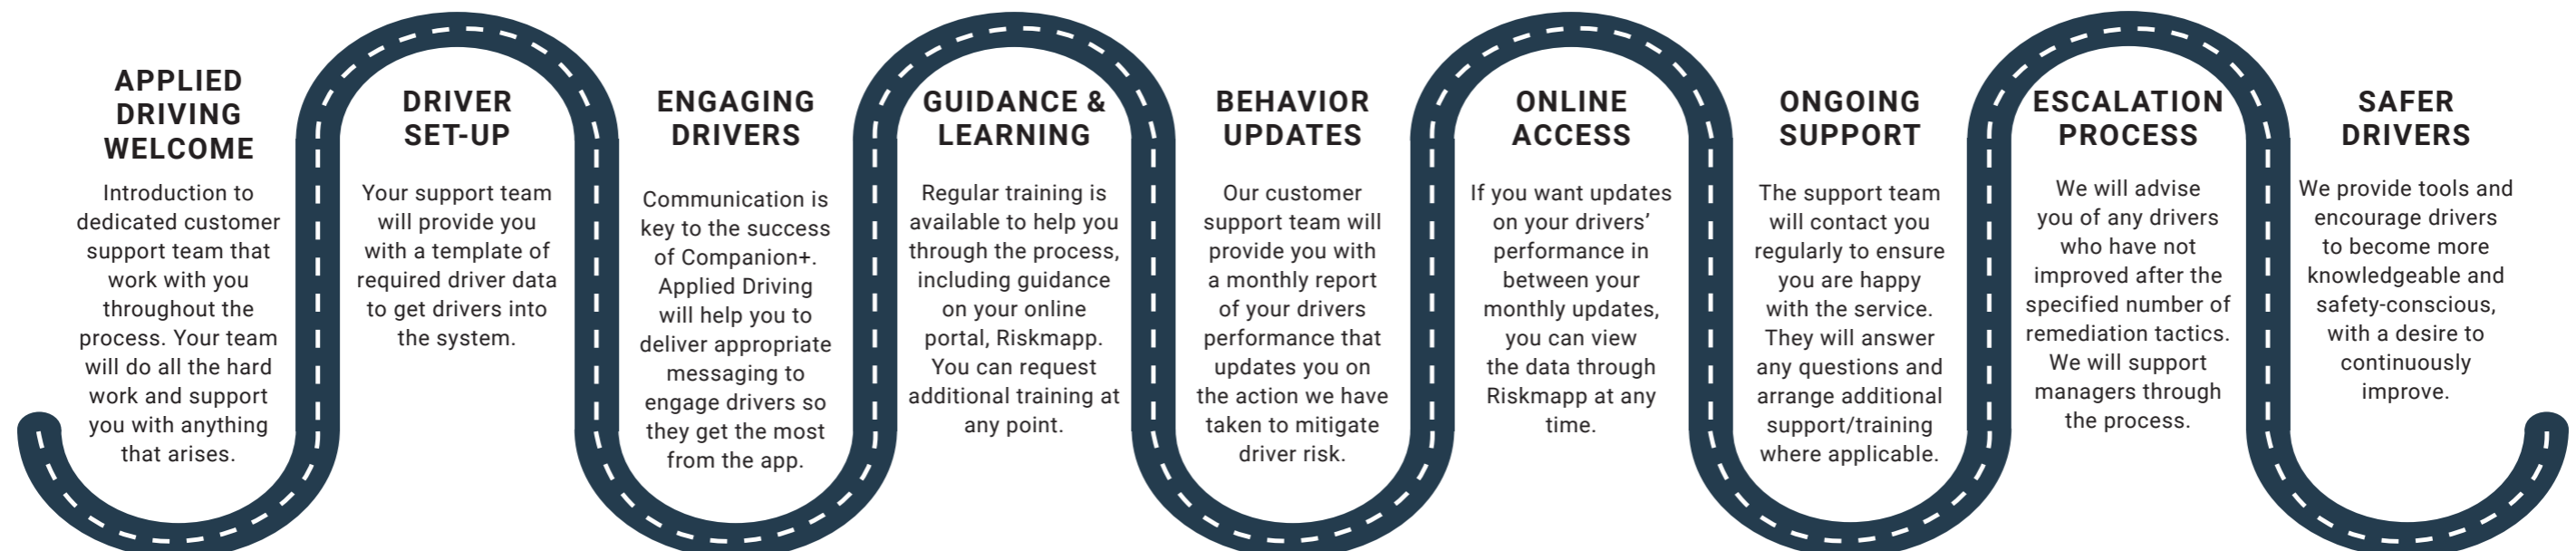 APPLIED
DRIVING
WELCOME
Introduction to
dedicated customer
support team that
work with you
throughout the
process. Your team
will do all the hard
work and support
you with anything
that arises.
DRIVER
SET-UP
Your support team
will provide you
with a template of
required driver data
to get drivers into
the system.
ENGAGING
DRIVERS
Communication is
key to the success
of Companion+.
Applied Driving
will help you to
deliver appropriate
messaging to
engage drivers so
they get the most
from the app.
GUIDANCE &
LEARNING
Regular training is
available to help you
through the process,
including guidance
on your online
portal, Riskmapp.
You can request
additional training at
any point.
BEHAVIOR
UPDATES
Our customer
support team will
provide you with
a monthly report
of your drivers
performance that
updates you on
the action we have
taken to mitigate
driver risk.
ONLINE
ACCESS
If you want updates
on your drivers’
performance in
between your
monthly updates,
you can view
the data through
Riskmapp at any
time.
ONGOING
SUPPORT
The support team
will contact you
regularly to ensure
you are happy
with the service.
They will answer
any questions and
arrange additional
support/training
where applicable.
ESCALATION
PROCESS
We will advise
you of any drivers
who have not
improved after the
specified number of
remediation tactics.
We will support
managers through
the process.
SAFER
DRIVERS
We provide tools and
encourage drivers
to become more
knowledgeable and
safety-conscious,
with a desire to
continuously
improve.